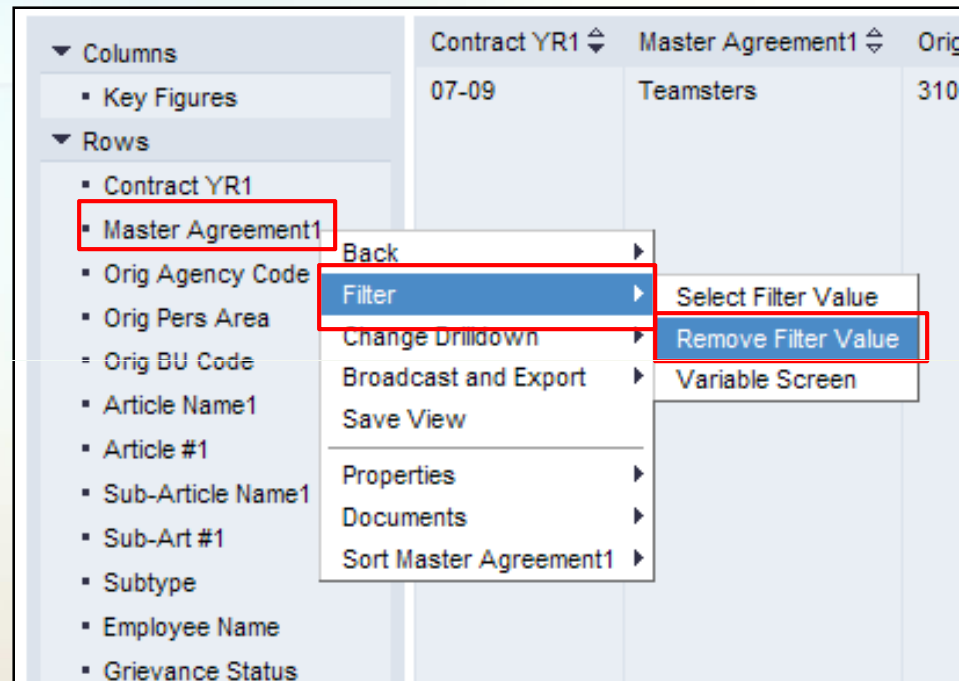 Columns
Key Figures
Rows
Contract YR1
Master Agreement1
Orig Agency Code
Orig Pers Area
Orig BU Code
Article Name1
Article #1
Sub-Article Name1
Sub-Art #1
Subtype
Employee Name
Grievance Status
Contract YR1 Master Agreement1 Orig
07-09 Teamsters 310
Back
Filter
Change Drilldown
Broadcast and Export
Save View
Properties
Documents
Sort Master Agreement1
Select Filter Value
Remove Filter Value
Variable Screen